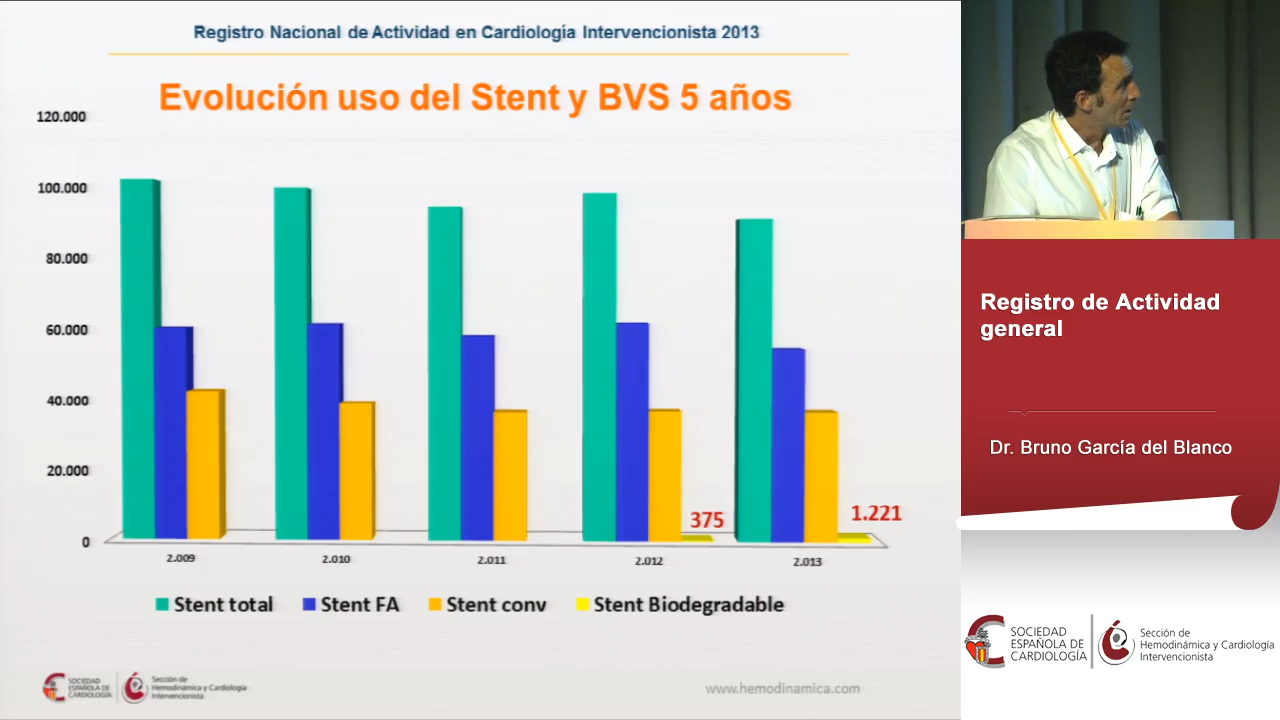 Registro Nacional de Actividad en Cardiología Intervencionista 2013
Evolución uso del Stent y BVS 5 años
120.000
100.000
80.000
60.000
40.000
20.000
0
375
1.221
2.009
2.010
2.011
2.012
2.013
Stent total
Stent FA
Stent conv
Stent Biodegradable
SOCIEDAD
ESPAÑOLA DE
CARDIOLOGÍA
Sección de
Hemodinámica y Cardiología
Intervencionista
www.hemodinamica.com
Registro de Actividad
general
Dr. Bruno García del Blanco
SOCIEDAD
ESPAÑOLA DE
CARDIOLOGÍA
Sección de
Hemodinámica y Cardiología
Intervencionista